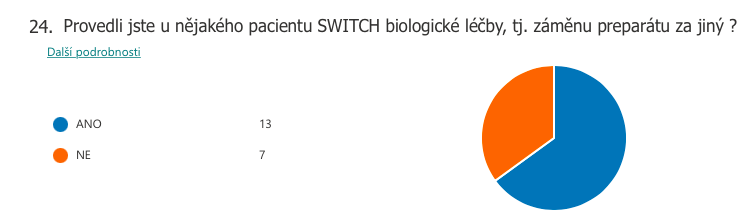 24. Provedli jste u nějakého pacientu SWITCH biologické léčby, tj. záměnu preparátu za jiný ?
Další podrobnosti
ANO 13
NE 7